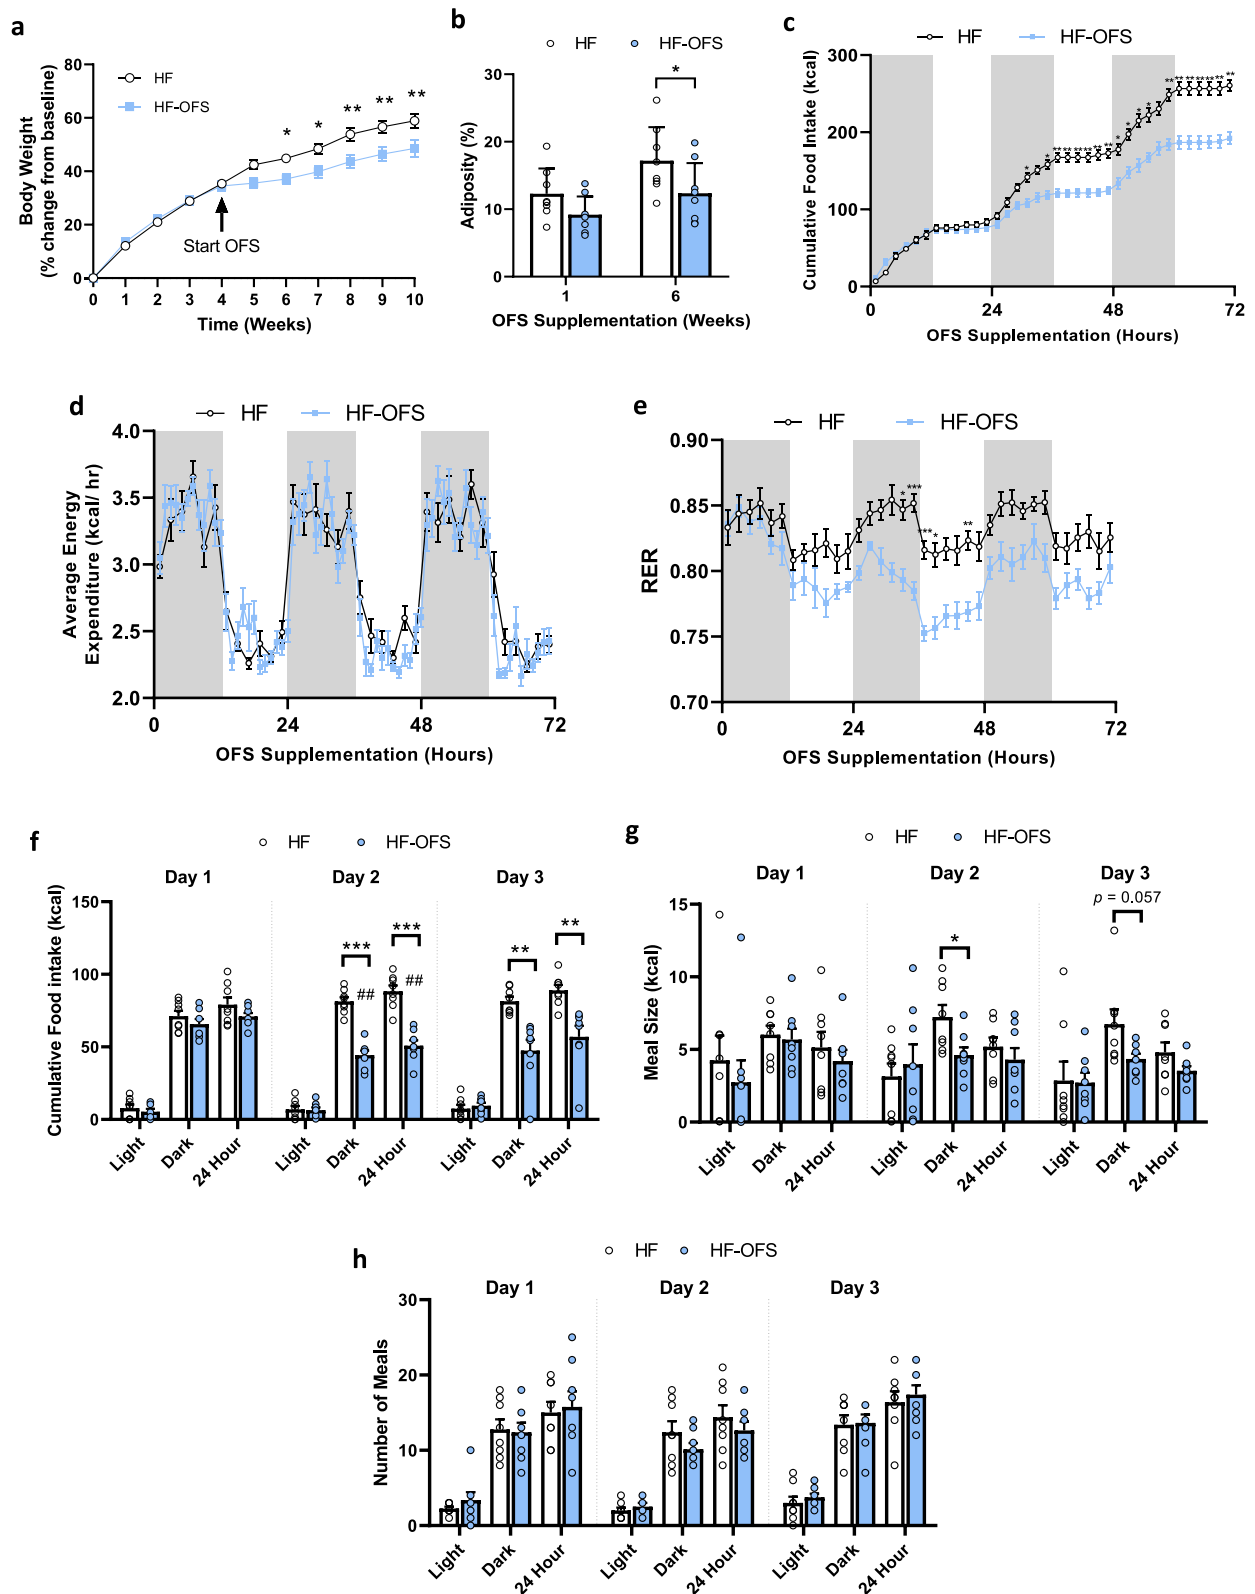 a
HF
HF-OFS
Body Weight
(% change from baseline)
80
60
40
20
0
* * ** ** **
Start OFS
0 1 2 3 4 5 6 7 8 9 10
Time (Weeks)
b
HF HF-OFS
Adiposity (%)
30
20
10
0
*
1 6
OFS Supplementation (Weeks)
c
HF HF-OFS
Cumulative Food Intake (kcal)
300
200
100
0
0 24 48 72
OFS Supplementation (Hours)
d
HF HF-OFS
Average Energy
Expenditure (kcal/ hr)
4.0
3.5
3.0
2.5
2.0
0 24 48 72
OFS Supplementation (Hours)
e
HF HF-OFS
RER
0.90
0.85
0.80
0.75
0.70
* ***
*** * **
0 24 48 72
OFS Supplementation (Hours)
f
HF HF-OFS
Day 1 Day 2 Day 3
Cumulative Food intake (kcal)
150
100
50
0
*** *** ** **
## ##
Light Dark 24 Hour Light Dark 24 Hour Light Dark 24 Hour
g
HF HF-OFS
Day 1 Day 2 Day 3
Meal Size (kcal)
15
10
5
0
*
p = 0.057
Light Dark 24 Hour Light Dark 24 Hour Light Dark 24 Hour
h
HF HF-OFS
Day 1 Day 2 Day 3
Number of Meals
30
20
10
0
Light Dark 24 Hour Light Dark 24 Hour Light Dark 24 Hour